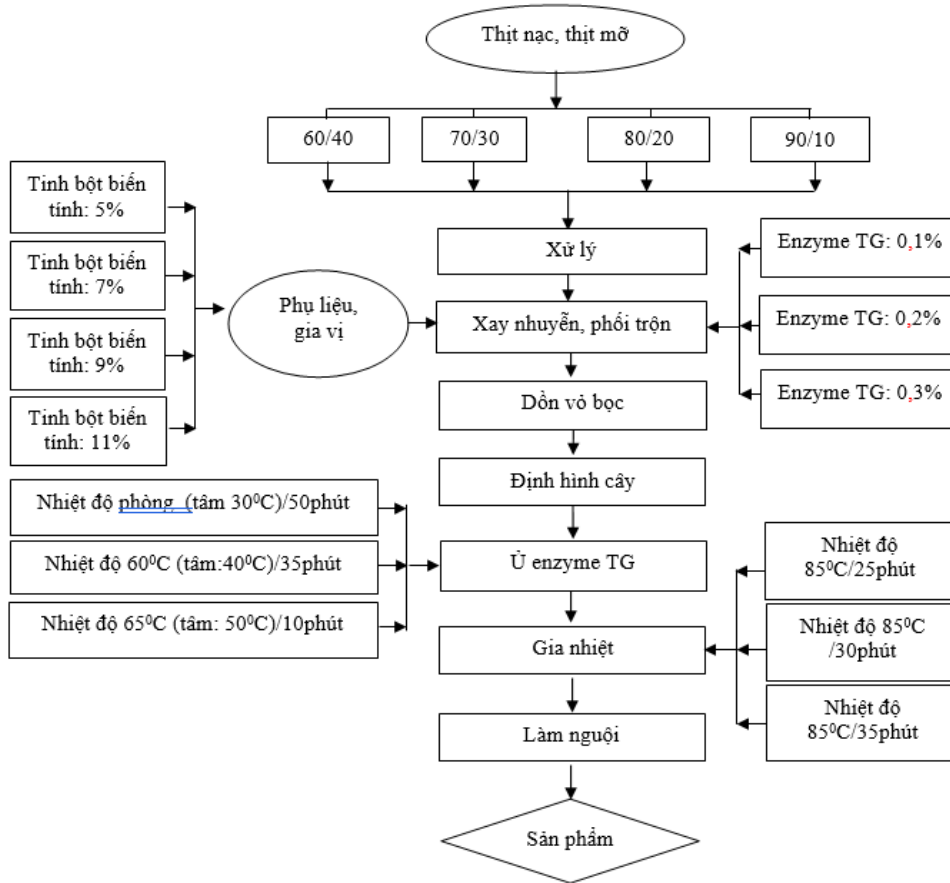 Thịt nạc, thịt mỡ
60/40
70/30
80/20
90/10
Tinh bột biến
tính: 5%
Tinh bột biến
tính: 7%
Tinh bột biến
tính: 9%
Tinh bột biến
tính: 11%
Phụ liệu,
gia vị
Xử lý
Xay nhuyễn, phối trộn
Enzyme TG: 0,1%
Enzyme TG: 0,2%
Enzyme TG: 0,3%
Dồn vỏ bọc
Định hình cây
Nhiệt độ phòng (tâm 30⁰C)/50phút
Nhiệt độ 60⁰C (tâm:40⁰C)/35phút
Nhiệt độ 65⁰C (tâm: 50⁰C)/10phút
Ủ enzyme TG
Gia nhiệt
Nhiệt độ
85⁰C/25phút
Nhiệt độ 85⁰C
/30phút
Nhiệt độ
85⁰C/35phút
Làm nguội
Sản phẩm